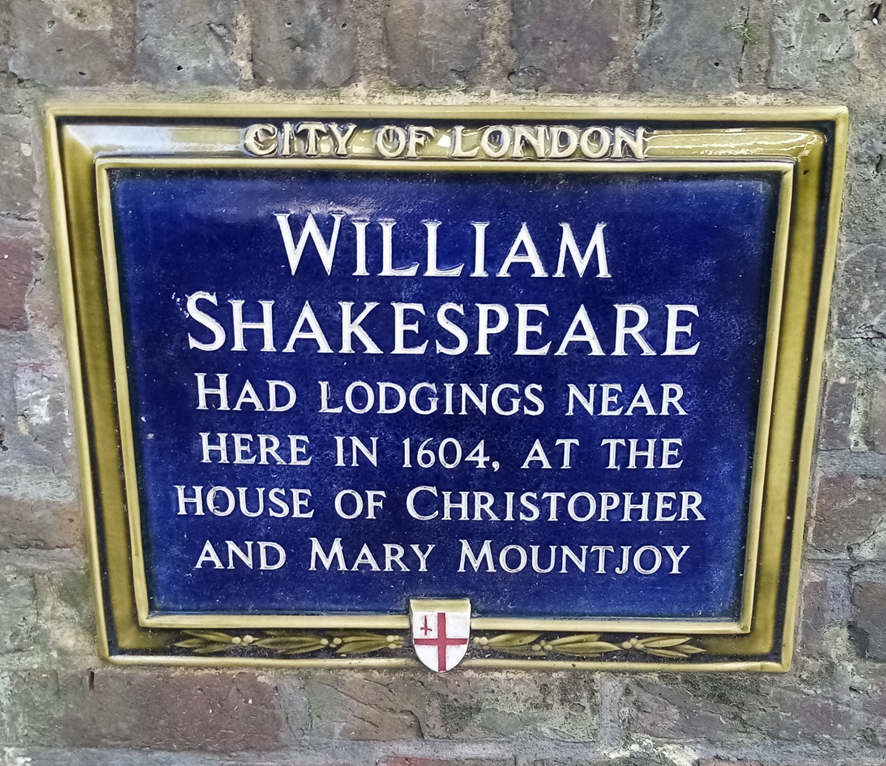 CITY OF LONDON
WILLIAM
SHAKESPEARE
HAD LODGINGS NEAR
HERE IN 1604, AT THE
HOUSE OF CHRISTOPHER
AND MARY MOUNTJOY